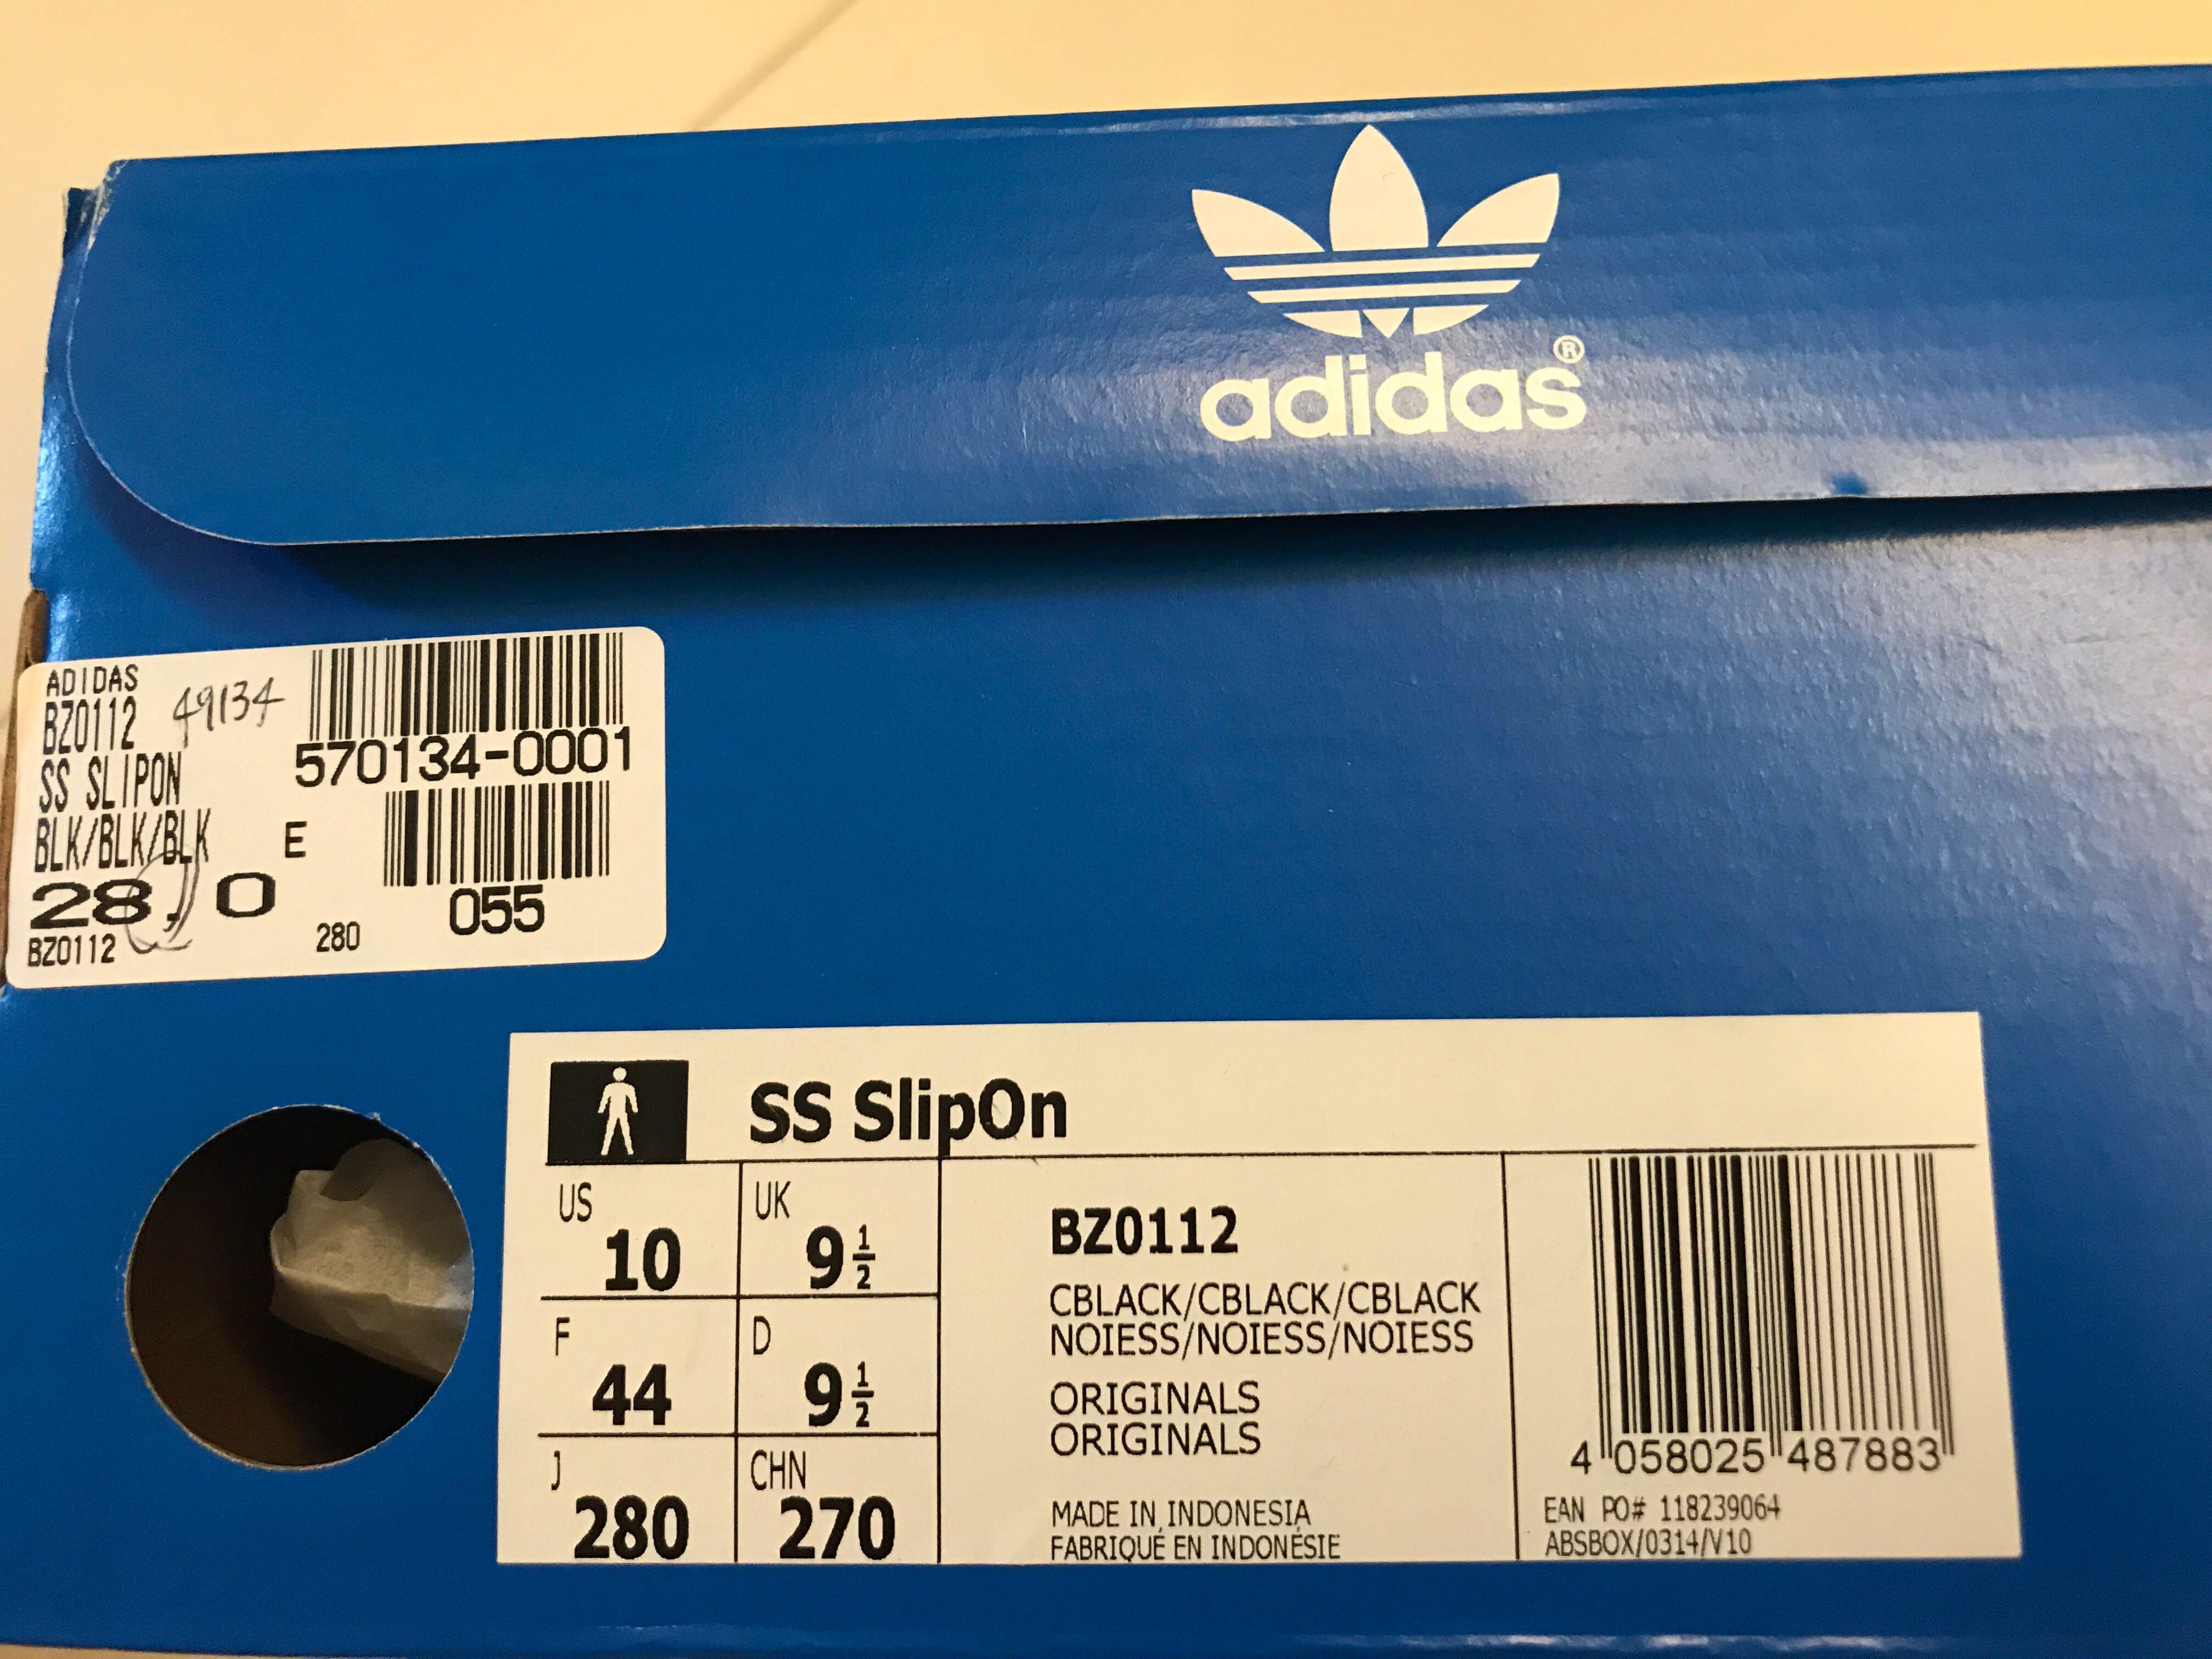 adidas®
ADIDAS
BZ0112 49134
570134-0001
SS SLIPON
BLK/BLK/BLK E
28.0
055
BZ0112 280
SS SlipOn
US 10
UK 9 1/2
F 44
D 9 1/2
J 280
CHN 270
BZ0112
CBLACK/CBLACK/CBLACK
NOIESS/NOIESS/NOIESS
ORIGINALS
ORIGINALS
MADE IN INDONESIA
FABRIQUÉ EN INDONÉSIE
4 058025 487883
EAN PO# 118239064
ABSBOX/0314/V10